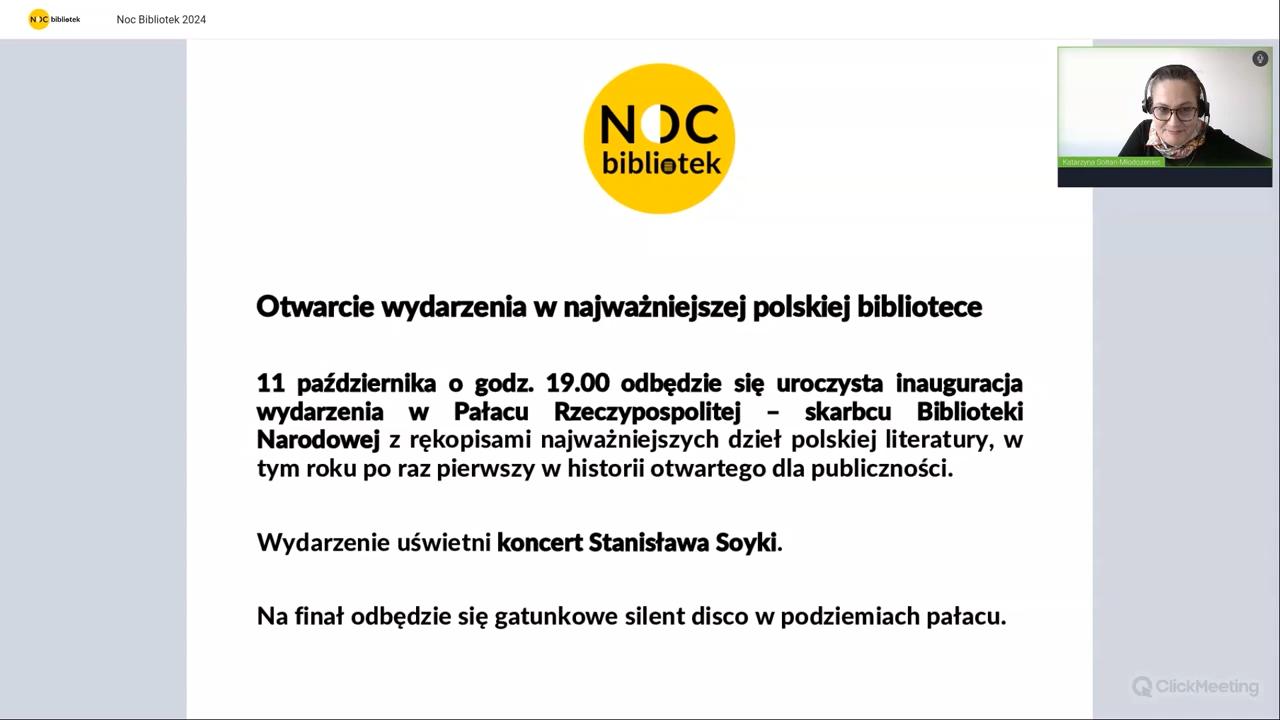 NOC bibliotek Noc Bibliotek 2024
NOC
bibliotek
Katarzyna Sołtan-Młodożeniec
Otwarcie wydarzenia w najważniejszej polskiej bibliotece
11 października o godz. 19.00 odbędzie się uroczysta inauguracja
wydarzenia w Pałacu Rzeczypospolitej – skarbcu Biblioteki
Narodowej z rękopisami najważniejszych dzieł polskiej literatury, w
tym roku po raz pierwszy w historii otwartego dla publiczności.
Wydarzenie uświetni koncert Stanisława Soyki.
Na finał odbędzie się gatunkowe silent disco w podziemiach pałacu.
ClickMeeting